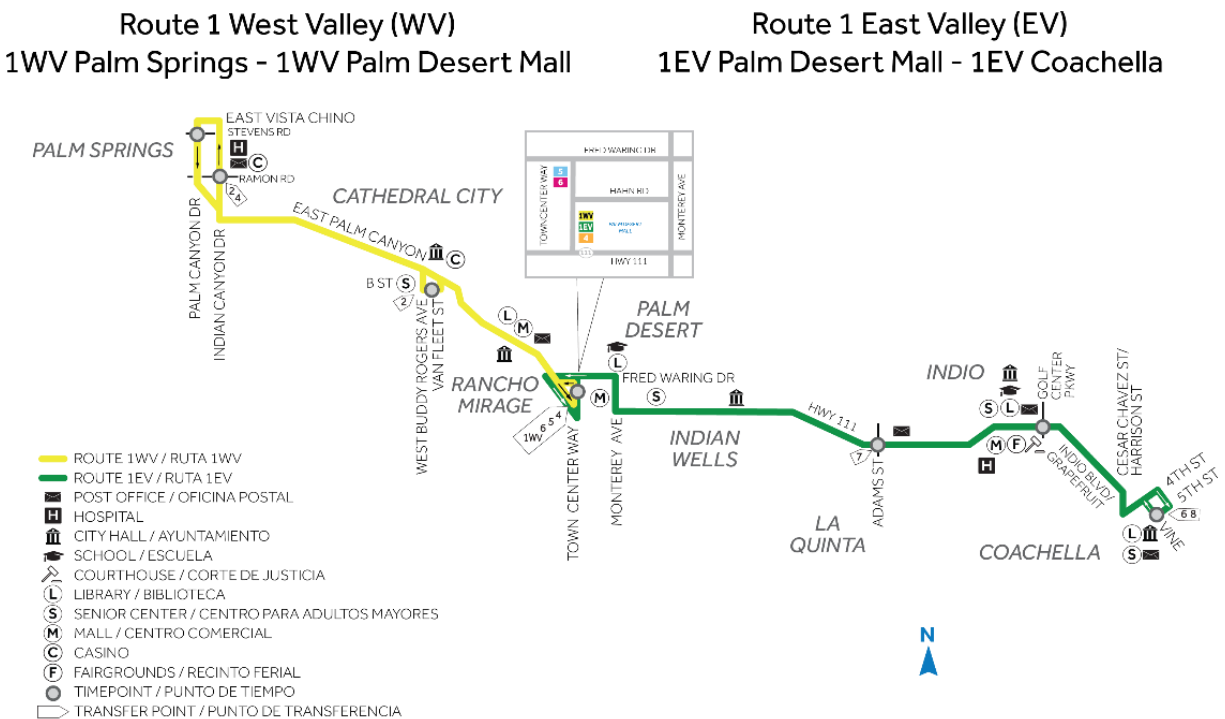 Route 1 West Valley (WV)
1WV Palm Springs - 1WV Palm Desert Mall
Route 1 East Valley (EV)
1EV Palm Desert Mall - 1EV Coachella
EAST VISTA CHINO
STEVENS RD
PALM SPRINGS
H
C
RAMON RD
2
4
CATHEDRAL CITY
EAST PALM CANYON
PALM CANYON DR
INDIAN CANYON DR
C
B ST
S
2
WEST BUDDY ROGERS AVE
VAN FLEET ST
FRED WARING DR
TOWNCENTER WAY
5
6
HAHN RD
MONTEREY AVE
1WV
1EV
4
MALL
111
HWY 111
L
M
PALM
DESERT
L
RANCHO
MIRAGE
FRED WARING DR
M
S
6 5 4
1WV
TOWN CENTER WAY
MONTEREY AVE
INDIAN
WELLS
HWY 111
7
ADAMS ST
LA
QUINTA
INDIO
S
L
GOLF
CENTER
PKWY
M
F
H
INDIO BLVD/
GRAPEFRUIT
CESAR CHAVEZ ST/
HARRISON ST
4TH ST
5TH ST
6 8
VINE
COACHELLA
L
S
ROUTE 1WV / RUTA 1WV
ROUTE 1EV / RUTA 1EV
POST OFFICE / OFICINA POSTAL
H HOSPITAL
CITY HALL / AYUNTAMIENTO
SCHOOL / ESCUELA
COURTHOUSE / CORTE DE JUSTICIA
L LIBRARY / BIBLIOTECA
S SENIOR CENTER / CENTRO PARA ADULTOS MAYORES
M MALL / CENTRO COMERCIAL
C CASINO
F FAIRGROUNDS / RECINTO FERIAL
TIMEPOINT / PUNTO DE TIEMPO
TRANSFER POINT / PUNTO DE TRANSFERENCIA
N